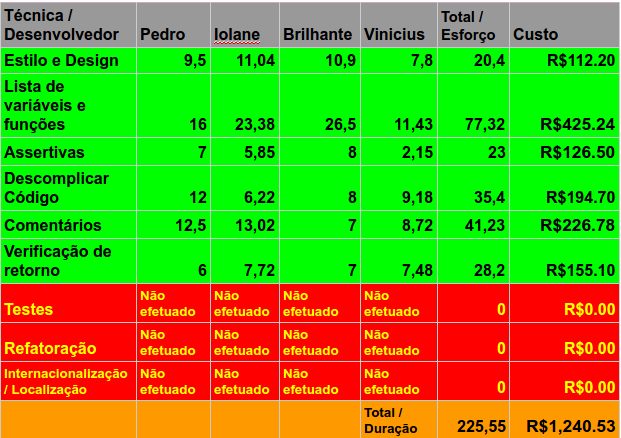 Técnica / Desenvolvedor Pedro Iolane Brilhante Vinicius Total / Esforço Custo
Estilo e Design 9,5 11,04 10,9 7,8 20,4 R$112.20
Lista de variáveis e funções 16 23,38 26,5 11,43 77,32 R$425.24
Assertivas 7 5,85 8 2,15 23 R$126.50
Descomplicar Código 12 6,22 8 9,18 35,4 R$194.70
Comentários 12,5 13,02 7 8,72 41,23 R$226.78
Verificação de retorno 6 7,72 7 7,48 28,2 R$155.10
Testes Não efetuado Não efetuado Não efetuado Não efetuado 0 R$0.00
Refatoração Não efetuado Não efetuado Não efetuado Não efetuado 0 R$0.00
Internacionalização / Localização Não efetuado Não efetuado Não efetuado Não efetuado 0 R$0.00
Total / Duração 225,55 R$1,240.53